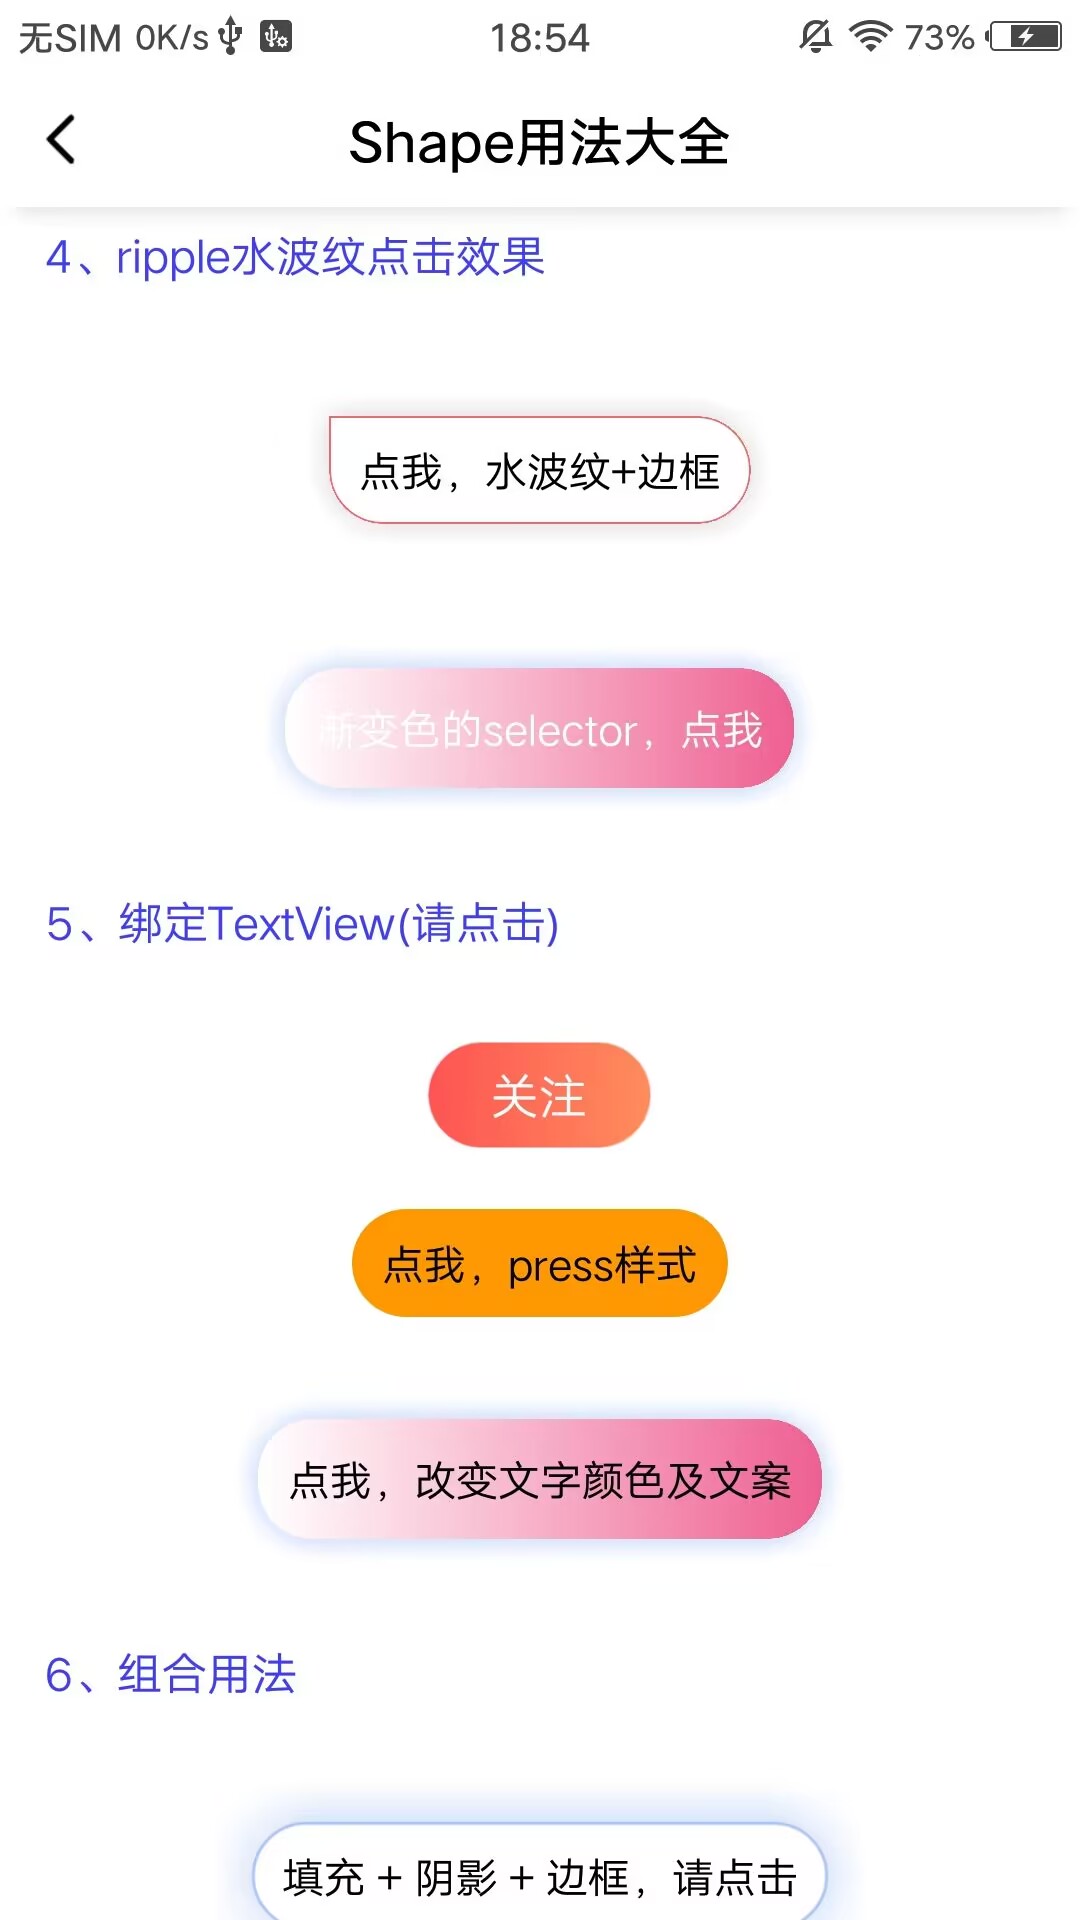 无SIM 0K/s 18:54 73%
Shape用法大全
4、ripple水波纹点击效果
点我，水波纹+边框
渐变色的selector，点我
5、绑定TextView(请点击)
关注
点我，press样式
点我，改变文字颜色及文案
6、组合用法
填充 + 阴影 + 边框，请点击